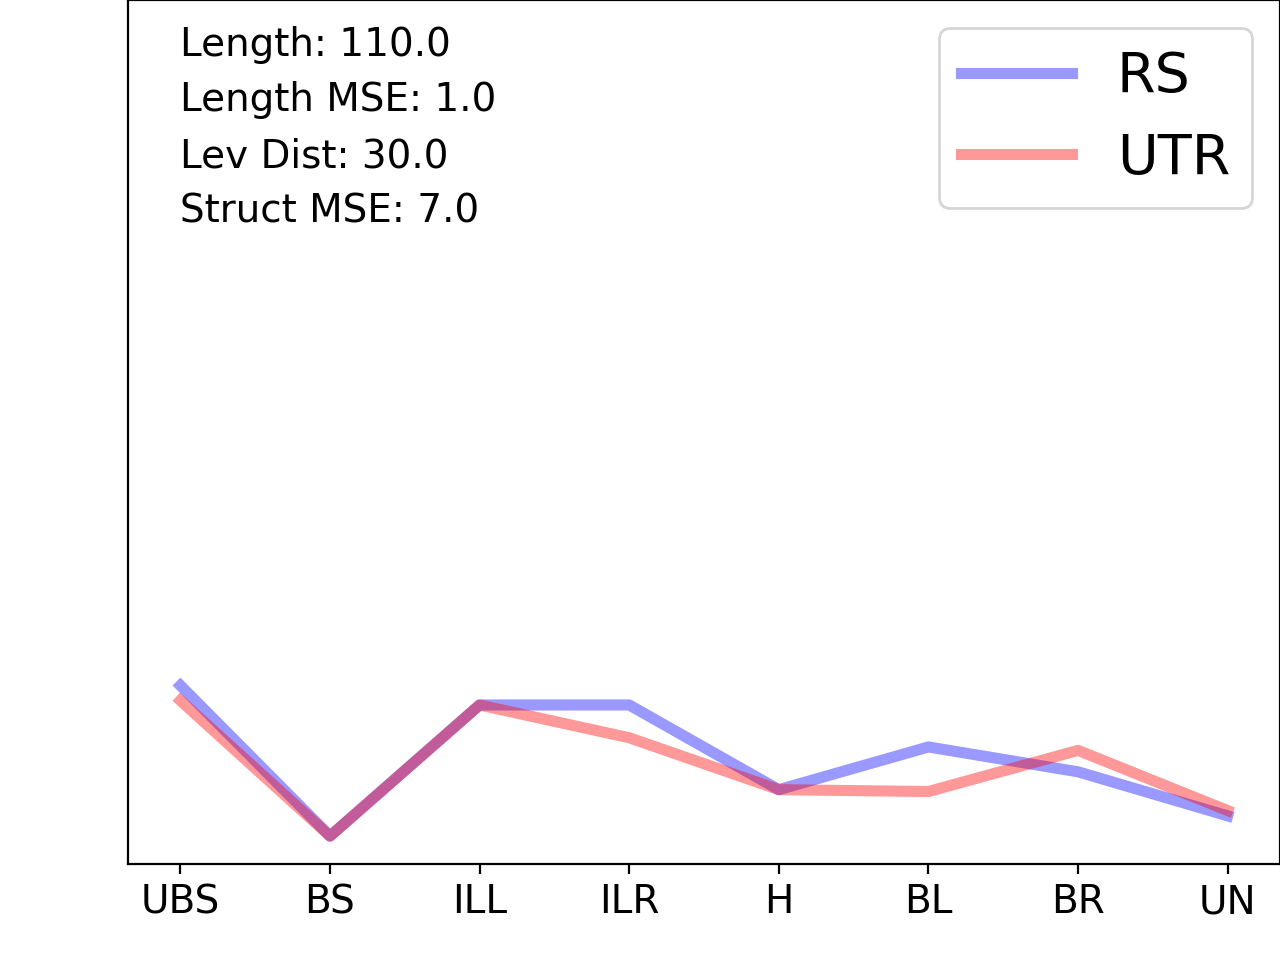 Length: 110.0
Length MSE: 1.0
Lev Dist: 30.0
Struct MSE: 7.0
RS
UTR
UBS BS ILL ILR H BL BR UN